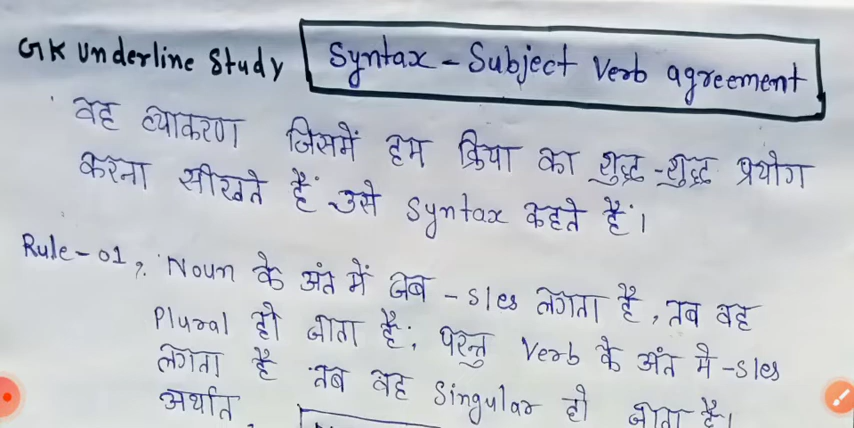 GK Underline Study
Syntax - Subject Verb agreement
वह व्याकरण जिसमें हम क्रिया का शुद्ध-शुद्ध प्रयोग
करना सीखते हैं उसे Syntax कहते हैं।
Rule-01, Noun के अंत में जब -s/es लगता है, तब वह
Plural हो जाता है; परन्तु Verb के अंत मे -s/es
लगता है तब वह Singular हो जाता है।
अर्थात